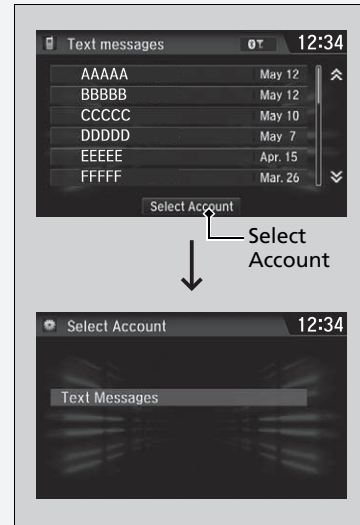 Text messages 12:34
AAAAA May 12
BBBBB May 12
CCCCC May 10
DDDDD May 7
EEEEE Apr. 15
FFFFF Mar. 26
Select Account
Select
Account
Select Account 12:34
Text Messages